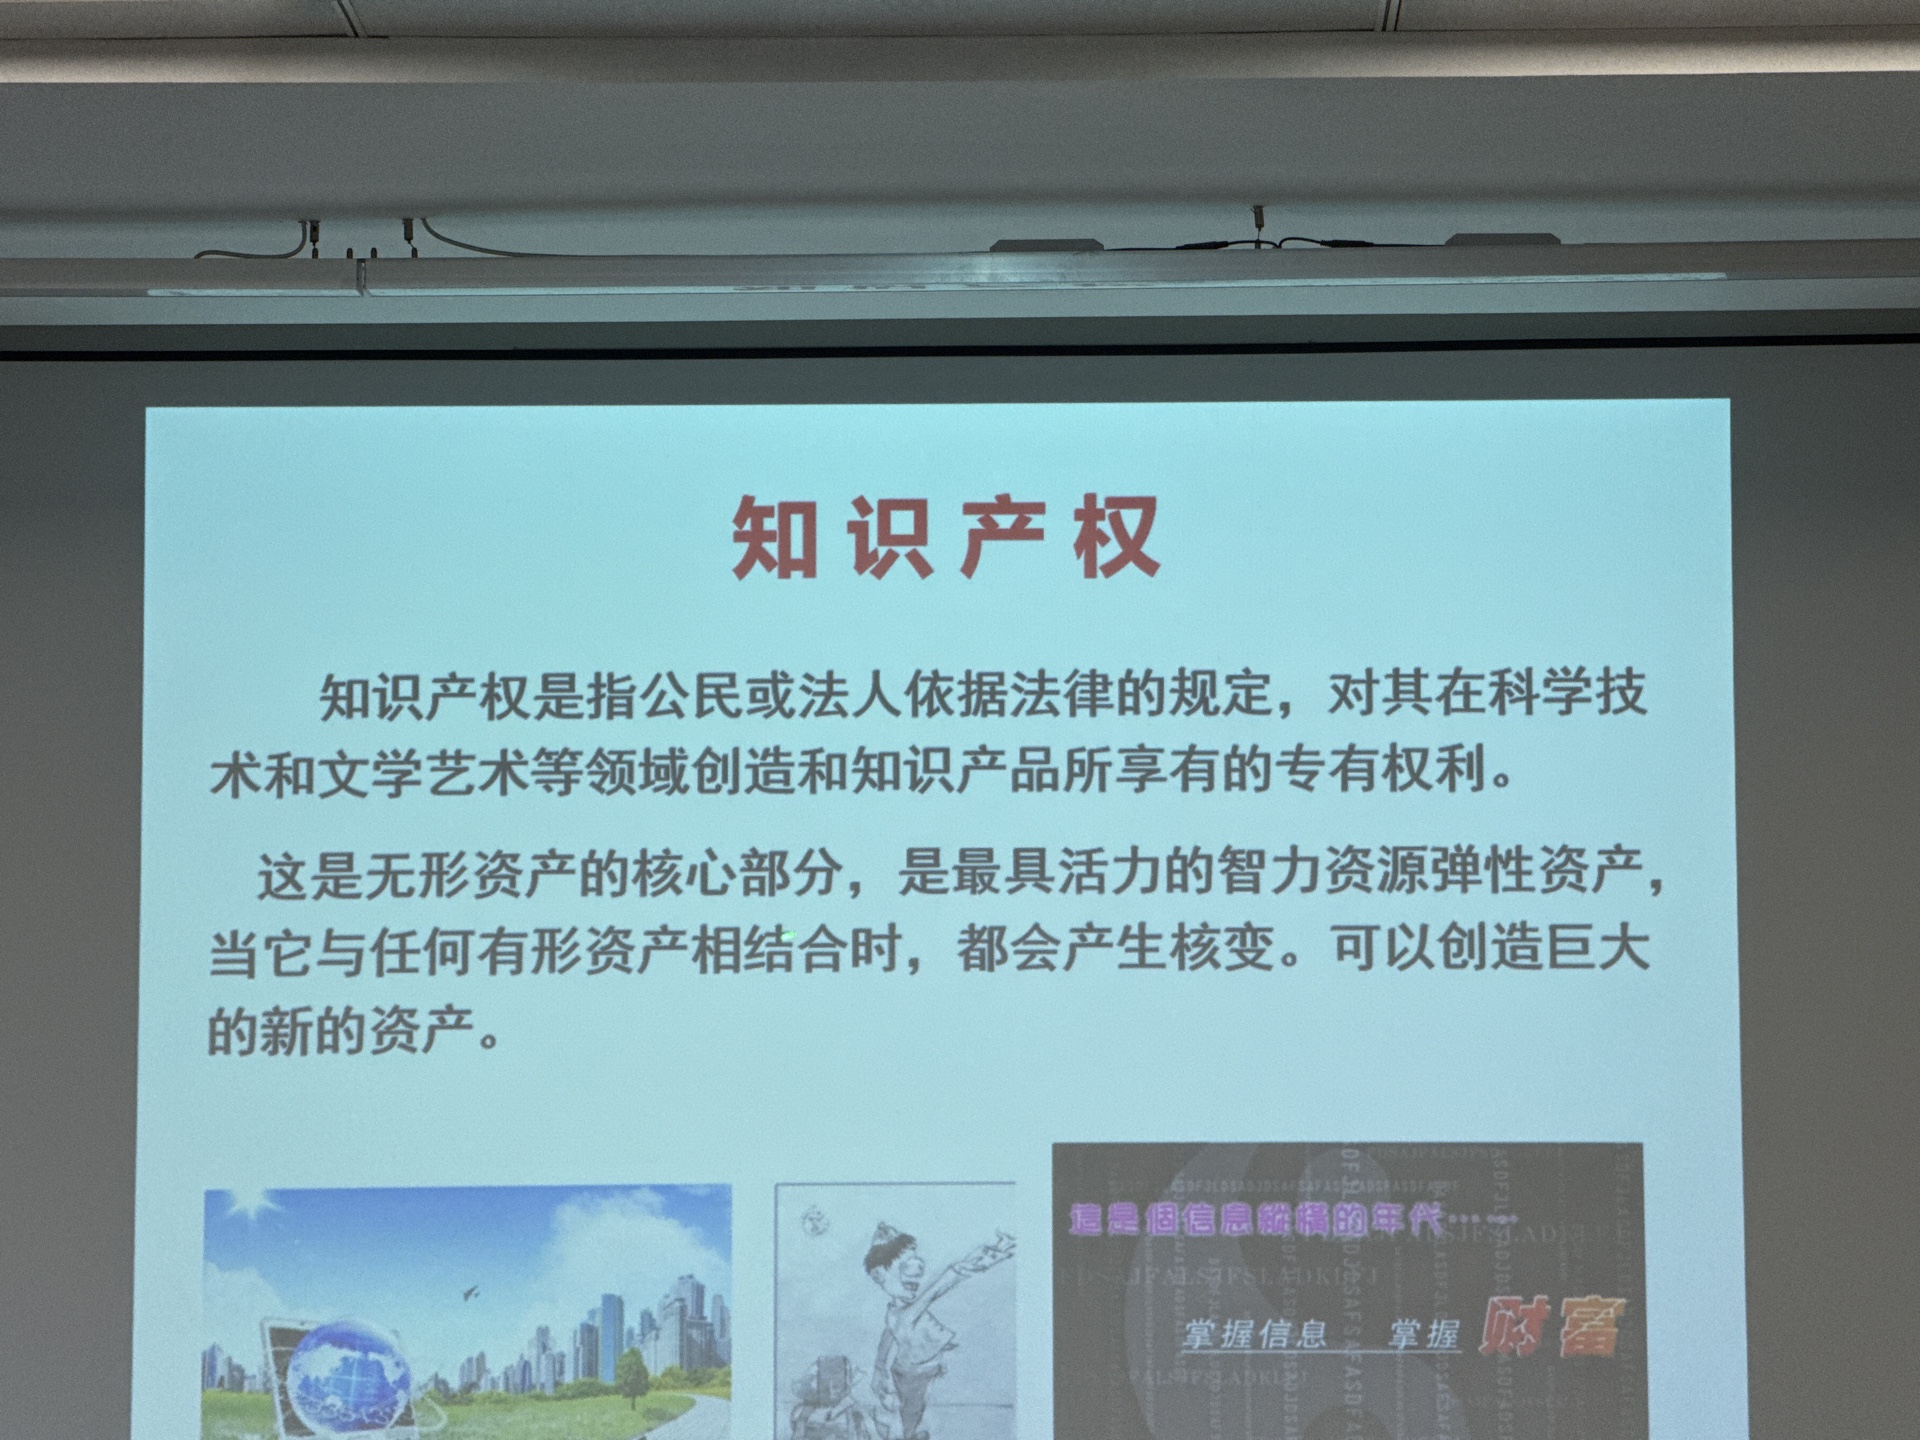 知识产权
知识产权是指公民或法人依据法律的规定，对其在科学技
术和文学艺术等领域创造和知识产品所享有的专有权利。
这是无形资产的核心部分，是最具活力的智力资源弹性资产，
当它与任何有形资产相结合时，都会产生核变。可以创造巨大
的新的资产。
這是個信息縱橫的年代……
掌握信息 掌握 财富